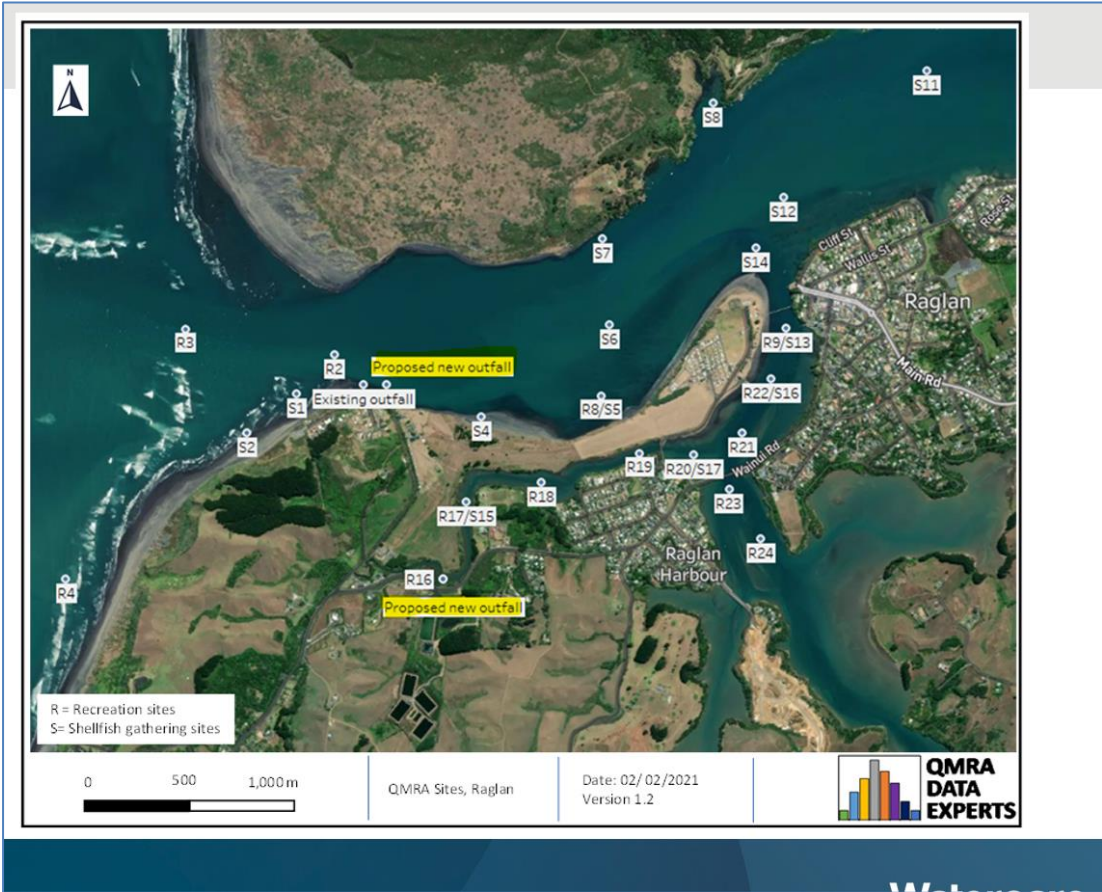 N
S11
S8
S12
Cliff St
Wallis St
Rose St
S7
S14
Raglan
R3
S6
R9/S13
R2
Proposed new outfall
Main Rd
Existing outfall
S1
R8/S5
R22/S16
S4
S2
R21
Wainui Rd
R19
R20/S17
R18
R23
R17/S15
R24
Raglan
Harbour
R16
R4
Proposed new outfall
R = Recreation sites
S= Shellfish gathering sites
0 500 1,000 m
QMRA Sites, Raglan
Date: 02/ 02/2021
Version 1.2
QMRA
DATA
EXPERTS